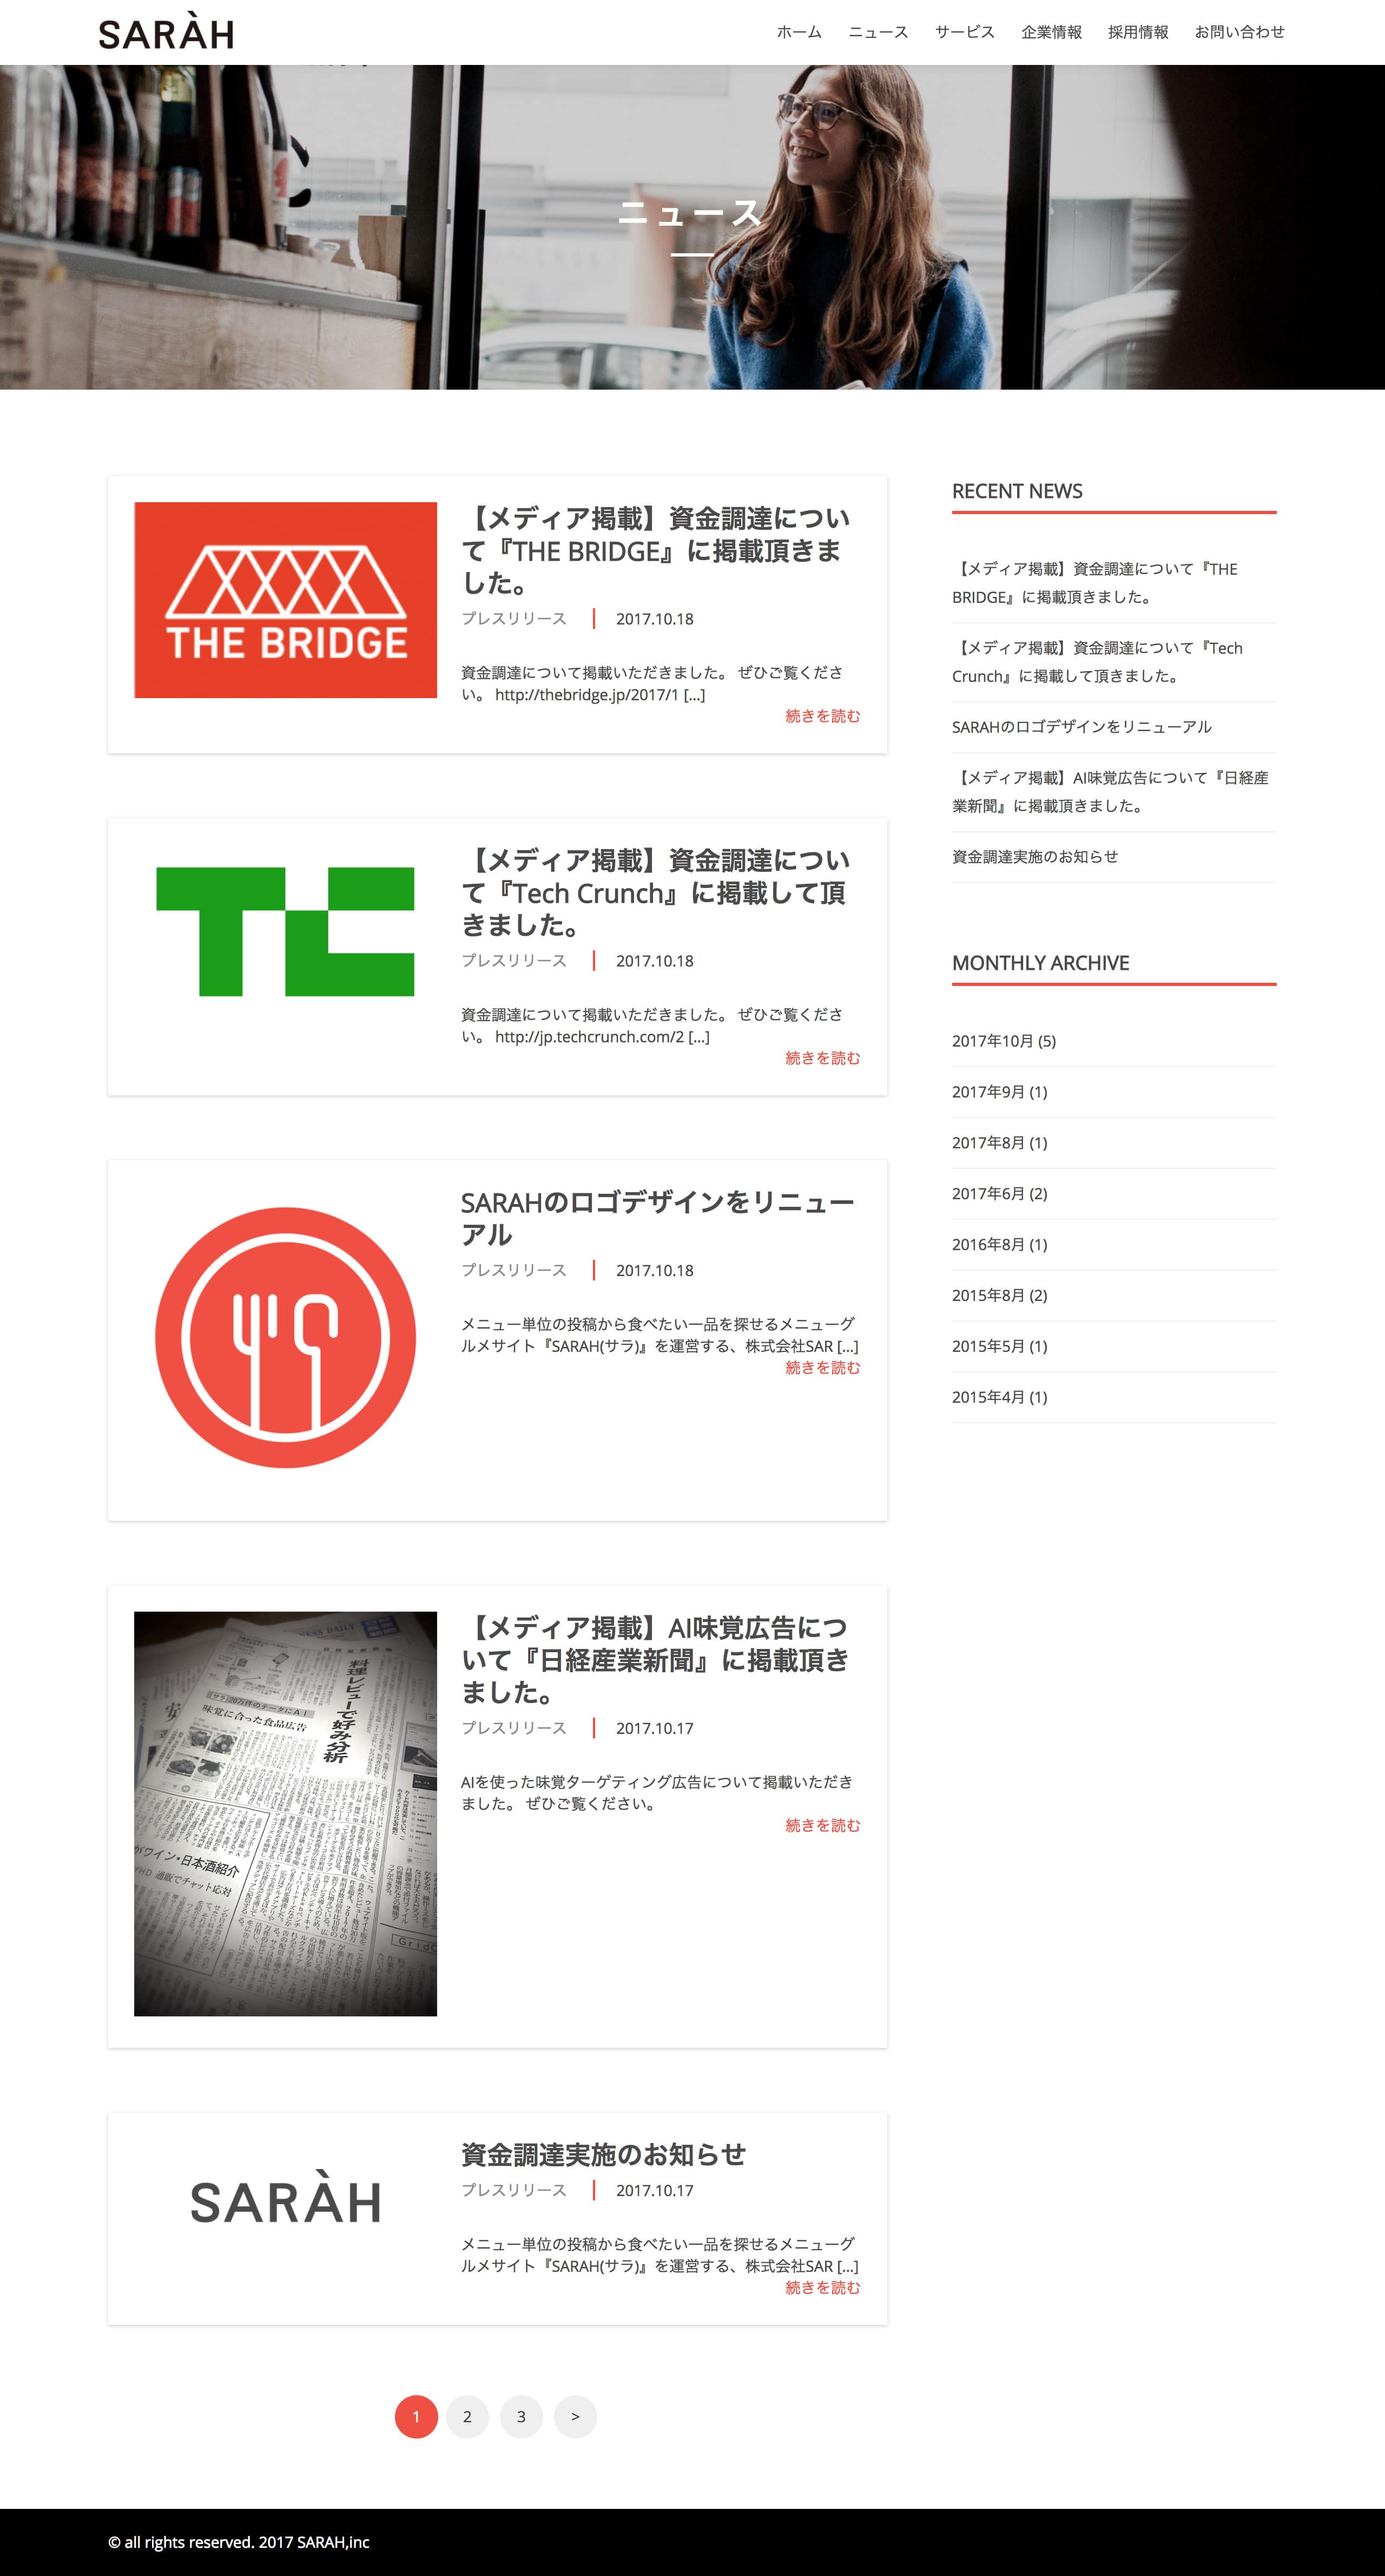 SARÀH
ホーム
ニュース
サービス
企業情報
採用情報
お問い合わせ
ニュース
THE BRIDGE
【メディア掲載】資金調達につい
て『THE BRIDGE』に掲載頂きま
した。
プレスリリース
2017.10.18
資金調達について掲載いただきました。 ぜひご覧くださ
い。 http://thebridge.jp/2017/1 [...]
続きを読む
TC
【メディア掲載】資金調達につい
て『Tech Crunch』に掲載して頂
きました。
プレスリリース
2017.10.18
資金調達について掲載いただきました。 ぜひご覧くださ
い。 http://jp.techcrunch.com/2 [...]
続きを読む
SARAHのロゴデザインをリニュー
アル
プレスリリース
2017.10.18
メニュー単位の投稿から食べたい一品を探せるメニューグ
ルメサイト『SARAH(サラ)』を運営する、株式会社SAR [...]
続きを読む
料理レビューで好み分析
20万件のデータにAI
味覚に合った食品広告
ワイン・日本酒紹介
通販でチャット応対
【メディア掲載】AI味覚広告につ
いて『日経産業新聞』に掲載頂き
ました。
プレスリリース
2017.10.17
AIを使った味覚ターゲティング広告について掲載いただき
ました。 ぜひご覧ください。
続きを読む
SARÀH
資金調達実施のお知らせ
プレスリリース
2017.10.17
メニュー単位の投稿から食べたい一品を探せるメニューグ
ルメサイト『SARAH(サラ)』を運営する、株式会社SAR [...]
続きを読む
1
2
3
>
RECENT NEWS
【メディア掲載】資金調達について『THE
BRIDGE』に掲載頂きました。
【メディア掲載】資金調達について『Tech
Crunch』に掲載して頂きました。
SARAHのロゴデザインをリニューアル
【メディア掲載】AI味覚広告について『日経産
業新聞』に掲載頂きました。
資金調達実施のお知らせ
MONTHLY ARCHIVE
2017年10月 (5)
2017年9月 (1)
2017年8月 (1)
2017年6月 (2)
2016年8月 (1)
2015年8月 (2)
2015年5月 (1)
2015年4月 (1)
© all rights reserved. 2017 SARAH,inc